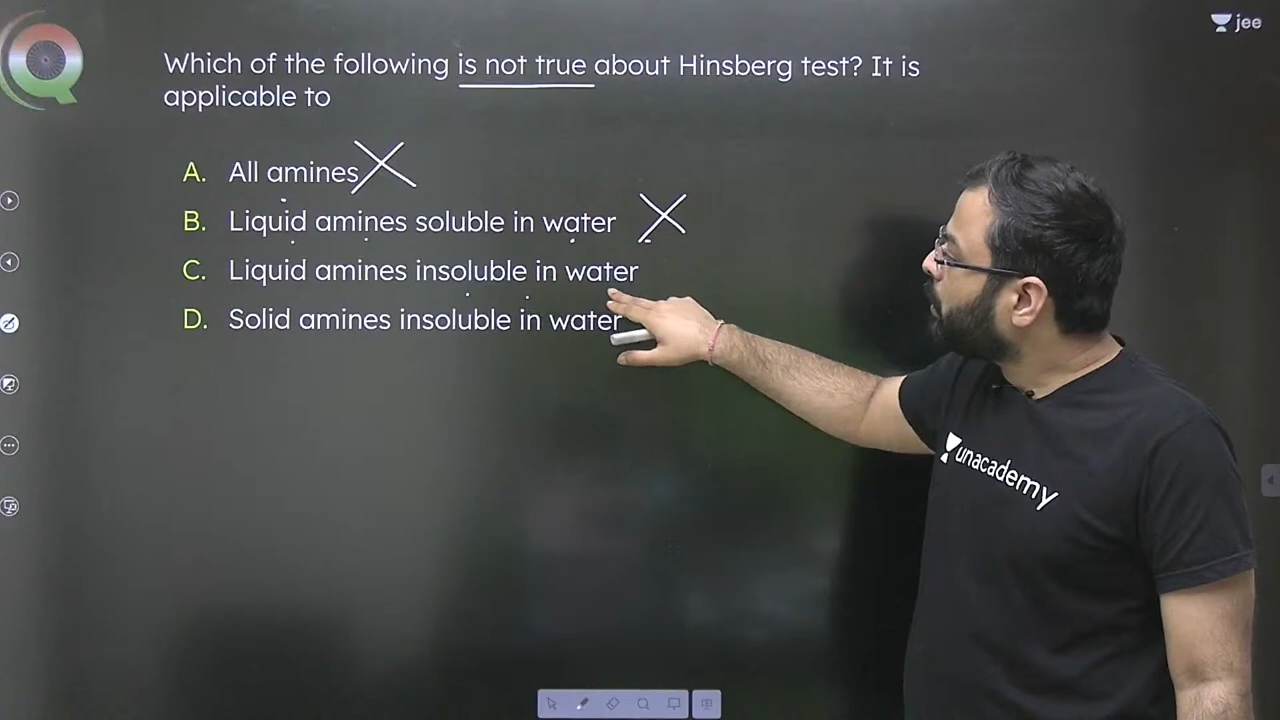 jee
Which of the following is not true about Hinsberg test? It is
applicable to
A. All amines
B. Liquid amines soluble in water
C. Liquid amines insoluble in water
D. Solid amines insoluble in water
unacademy